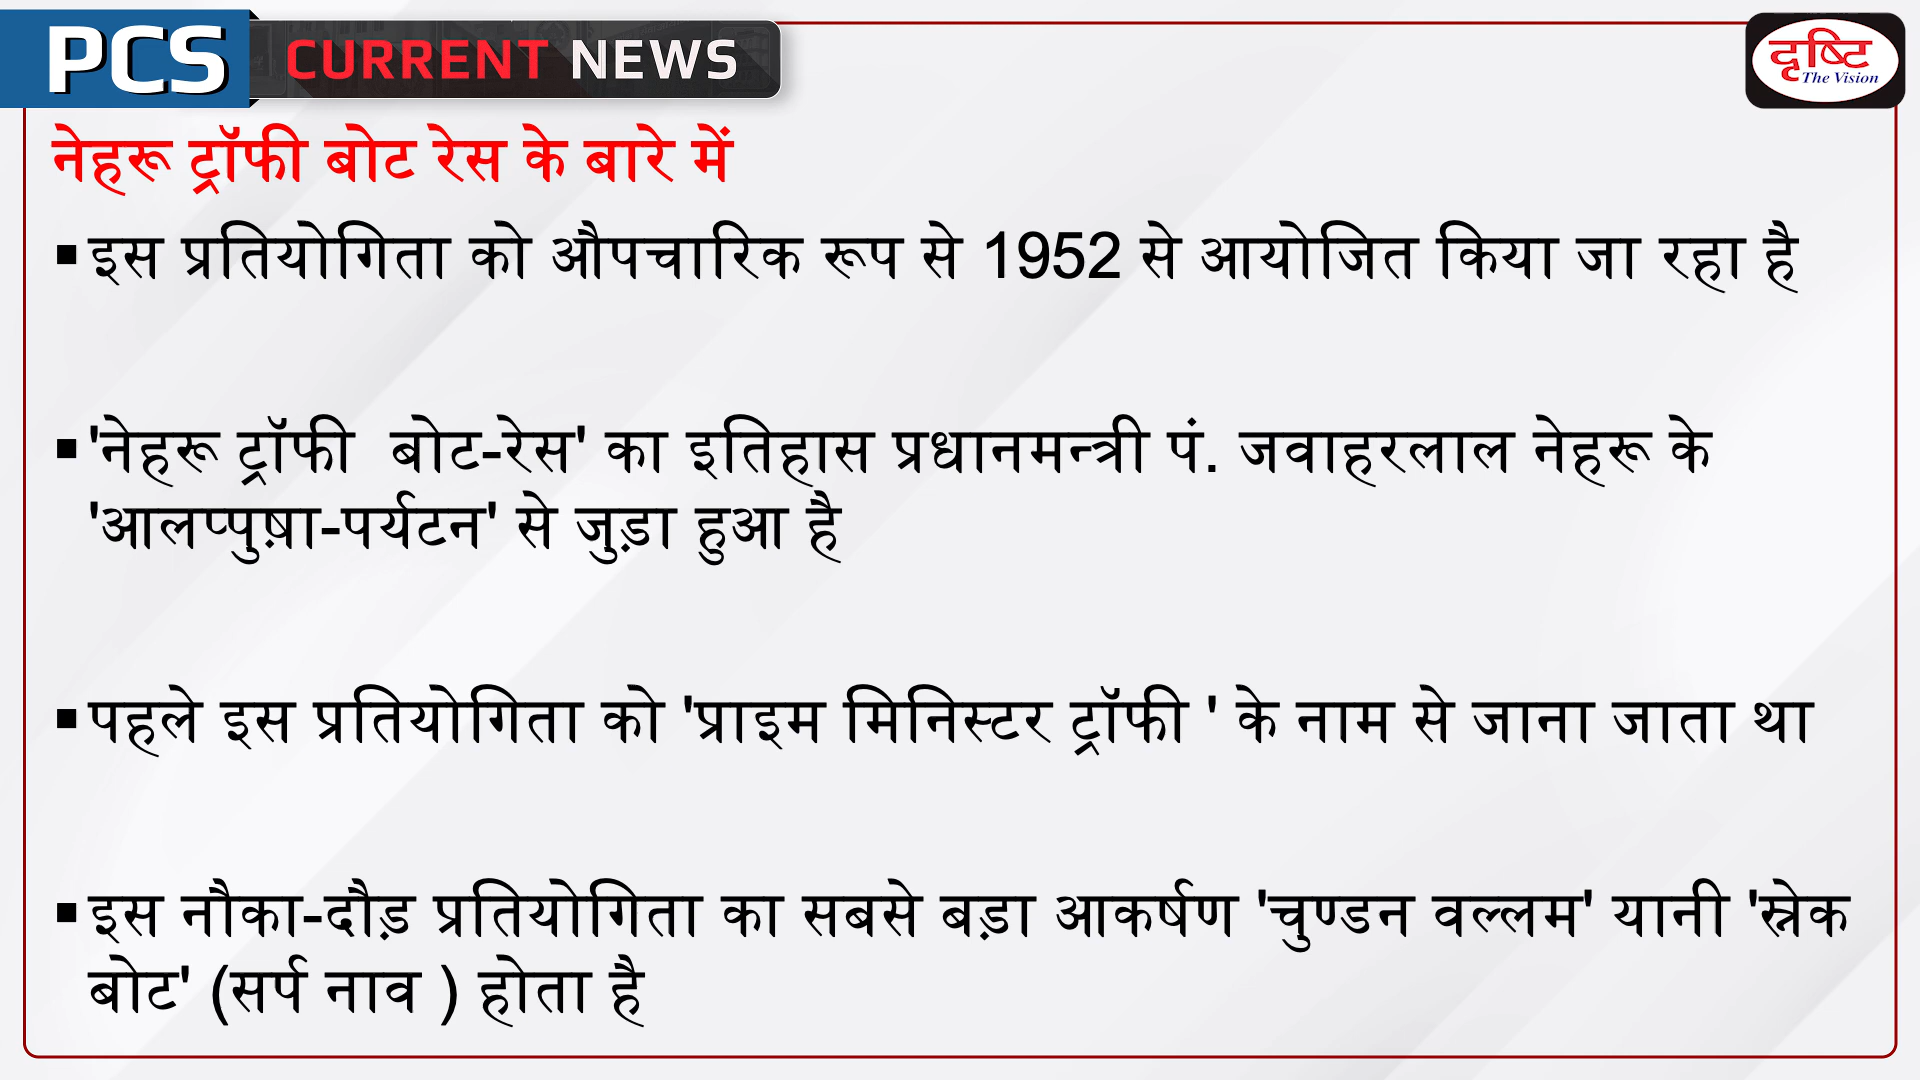 PCS CURRENT NEWS
दृष्टि
The Vision
नेहरू ट्रॉफी बोट रेस के बारे में
▪ इस प्रतियोगिता को औपचारिक रूप से 1952 से आयोजित किया जा रहा है
▪ 'नेहरू ट्रॉफी बोट-रेस' का इतिहास प्रधानमन्त्री पं. जवाहरलाल नेहरू के
'आलप्पुष़ा-पर्यटन' से जुड़ा हुआ है
▪ पहले इस प्रतियोगिता को 'प्राइम मिनिस्टर ट्रॉफी ' के नाम से जाना जाता था
▪ इस नौका-दौड़ प्रतियोगिता का सबसे बड़ा आकर्षण 'चुण्डन वल्लम' यानी 'स्नेक
बोट' (सर्प नाव ) होता है